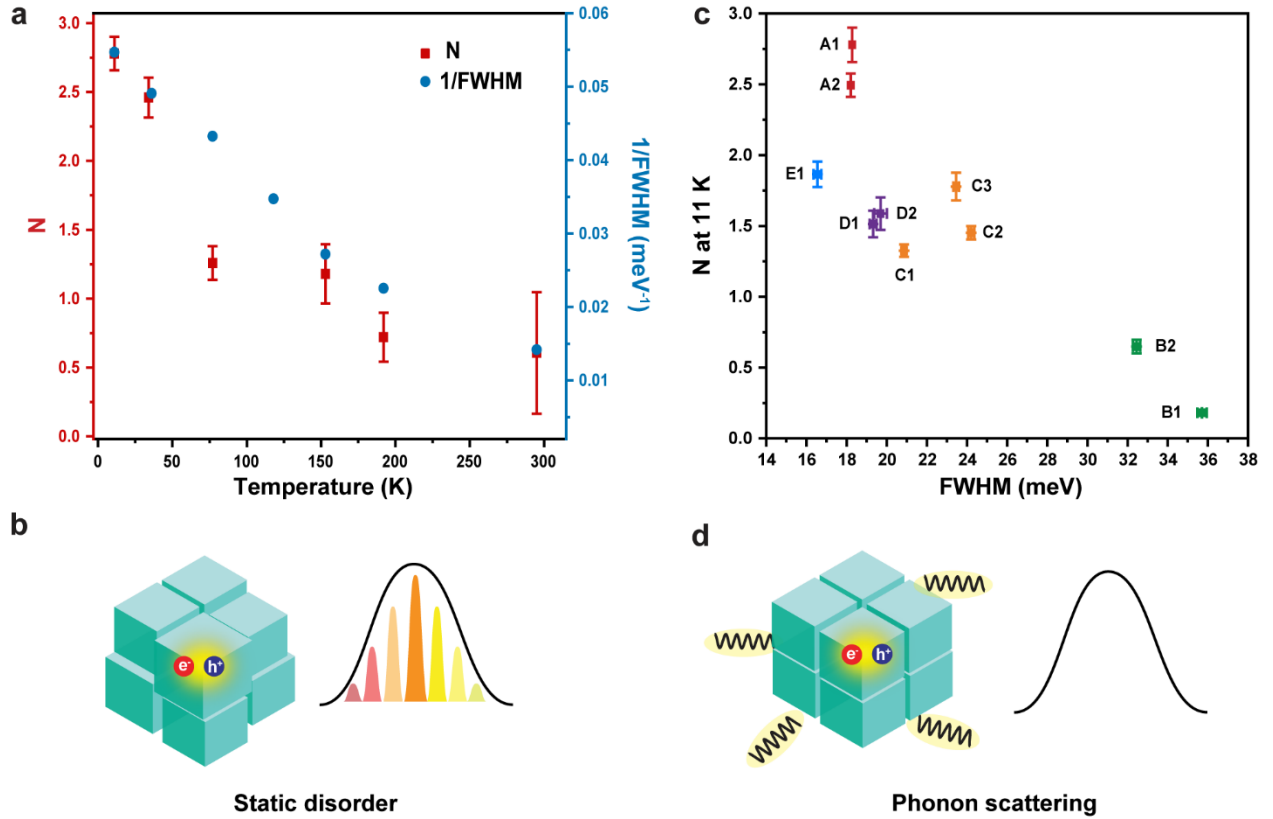 a
3.0
2.5
2.0
1.5
1.0
0.5
0.0
N
0 50 100 150 200 250 300
Temperature (K)
0.06
0.05
0.04
0.03
0.02
0.01
1/FWHM (meV⁻¹)
N
1/FWHM
c
3.0
2.5
2.0
1.5
1.0
0.5
0.0
N at 11 K
A1
A2
E1
D1
D2
C3
C2
C1
B2
B1
14 16 18 20 22 24 26 28 30 32 34 36 38
FWHM (meV)
b
e⁻ h⁺
Static disorder
d
e⁻ h⁺
Phonon scattering